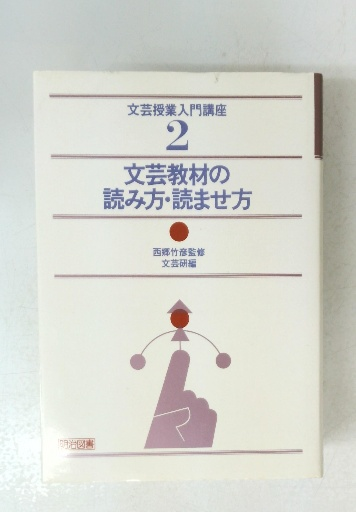 文芸授業入門講座
2
文芸教材の
読み方・読ませ方
西郷竹彦監修
文芸研編
明治図書